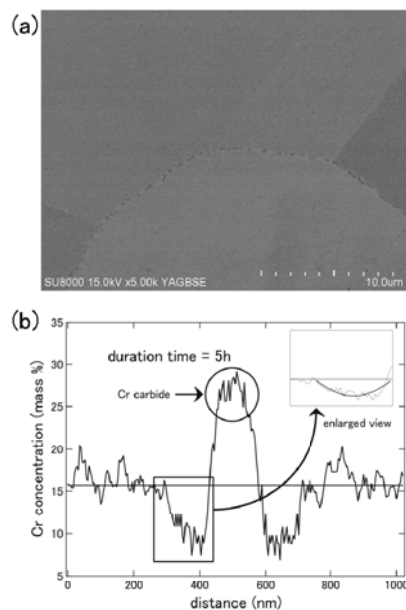 (a)
SU8000 15.0kV x5.00k YAGBSE
10.0um
(b)
duration time = 5h
Cr carbide
enlarged view
Cr concentration (mass %)
35
30
25
20
15
10
5
0
200
400
600
800
1000
distance (nm)